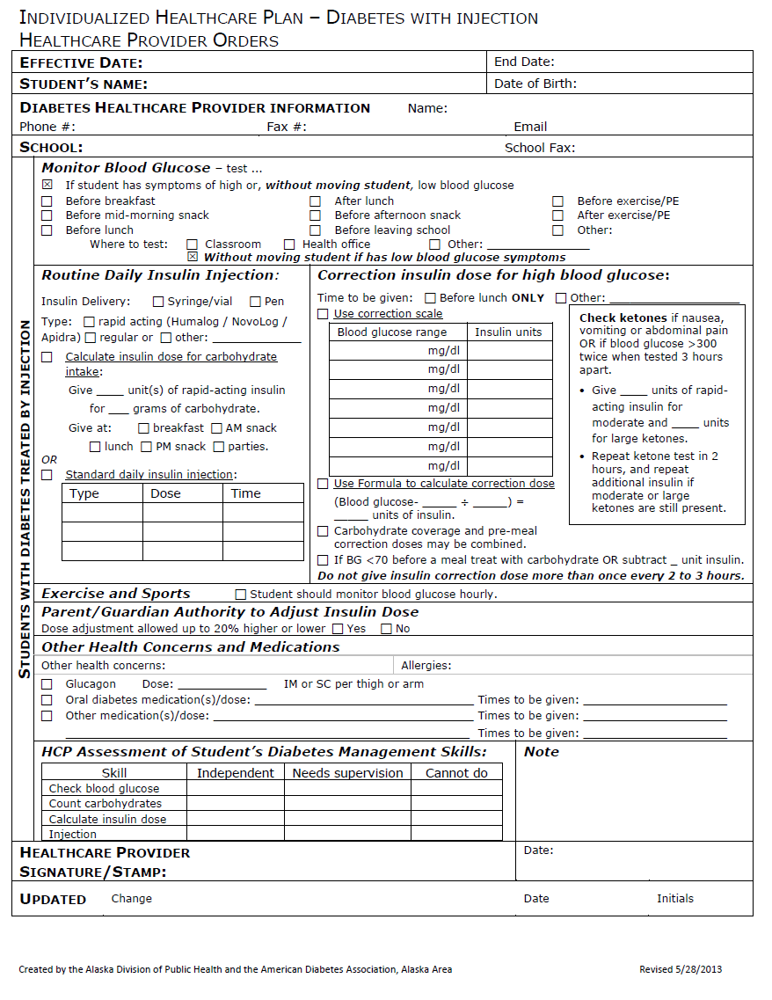 INDIVIDUALIZED HEALTHCARE PLAN – DIABETES WITH INJECTION
HEALTHCARE PROVIDER ORDERS
EFFECTIVE DATE: End Date:
STUDENT'S NAME: Date of Birth:
DIABETES HEALTHCARE PROVIDER INFORMATION Name:
Phone #: Fax #: Email
SCHOOL: School Fax:
STUDENTS WITH DIABETES TREATED BY INJECTION
Monitor Blood Glucose – test ...
☒ If student has symptoms of high or, without moving student, low blood glucose
☐ Before breakfast ☐ After lunch ☐ Before exercise/PE
☐ Before mid-morning snack ☐ Before afternoon snack ☐ After exercise/PE
☐ Before lunch ☐ Before leaving school ☐ Other:
Where to test: ☐ Classroom ☐ Health office ☐ Other: _______________
☒ Without moving student if has low blood glucose symptoms
Routine Daily Insulin Injection:
Insulin Delivery: ☐ Syringe/vial ☐ Pen
Type: ☐ rapid acting (Humalog / NovoLog /
Apidra) ☐ regular or ☐ other: _____________
☐ Calculate insulin dose for carbohydrate
intake:
Give ____ unit(s) of rapid-acting insulin
for ___ grams of carbohydrate.
Give at: ☐ breakfast ☐ AM snack
☐ lunch ☐ PM snack ☐ parties.
OR
☐ Standard daily insulin injection:
Type Dose Time
Correction insulin dose for high blood glucose:
Time to be given: ☐ Before lunch ONLY ☐ Other: ___________________
☐ Use correction scale
Blood glucose range Insulin units
mg/dl
mg/dl
mg/dl
mg/dl
mg/dl
mg/dl
mg/dl
☐ Use Formula to calculate correction dose
(Blood glucose- _____ ÷ _____) =
_____ units of insulin.
☐ Carbohydrate coverage and pre-meal
correction doses may be combined.
Check ketones if nausea,
vomiting or abdominal pain
OR if blood glucose >300
twice when tested 3 hours
apart.
• Give ____ units of rapid-
acting insulin for
moderate and ____ units
for large ketones.
• Repeat ketone test in 2
hours, and repeat
additional insulin if
moderate or large
ketones are still present.
☐ If BG <70 before a meal treat with carbohydrate OR subtract _ unit insulin.
Do not give insulin correction dose more than once every 2 to 3 hours.
Exercise and Sports ☐ Student should monitor blood glucose hourly.
Parent/Guardian Authority to Adjust Insulin Dose
Dose adjustment allowed up to 20% higher or lower ☐ Yes ☐ No
Other Health Concerns and Medications
Other health concerns: Allergies:
☐ Glucagon Dose: _____________ IM or SC per thigh or arm
☐ Oral diabetes medication(s)/dose: ________________________________ Times to be given: _____________________
☐ Other medication(s)/dose: ______________________________________ Times to be given: _____________________
___________________________________________________________ Times to be given: _____________________
HCP Assessment of Student's Diabetes Management Skills: Note
Skill Independent Needs supervision Cannot do
Check blood glucose
Count carbohydrates
Calculate insulin dose
Injection
HEALTHCARE PROVIDER Date:
SIGNATURE/STAMP:
UPDATED Change Date Initials
Created by the Alaska Division of Public Health and the American Diabetes Association, Alaska Area Revised 5/28/2013